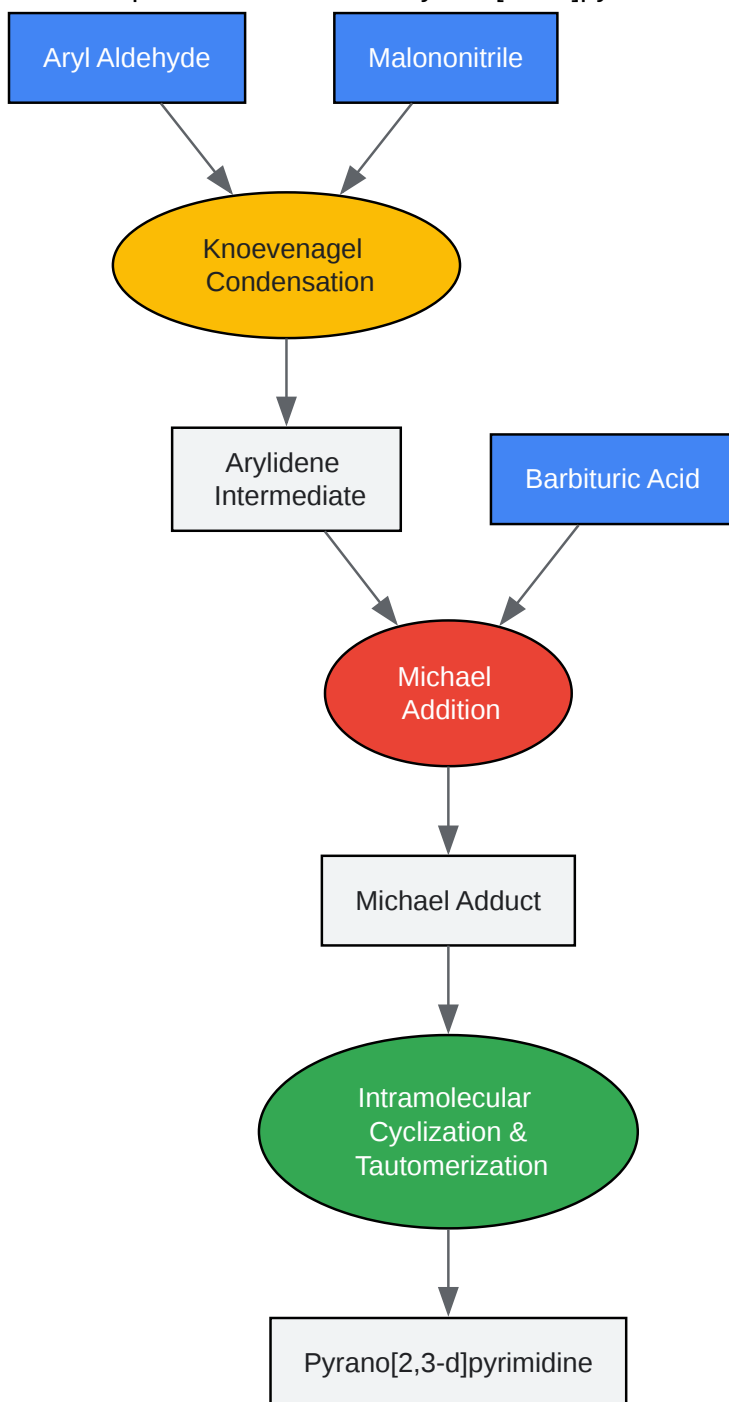 Aryl Aldehyde
Malononitrile
Knoevenagel
Condensation
Arylidene
Intermediate
Barbituric Acid
Michael
Addition
Michael Adduct
Intramolecular
Cyclization &
Tautomerization
Pyrano[2,3-d]pyrimidine